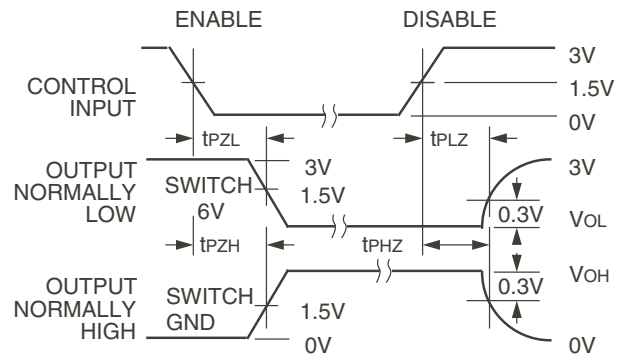 ENABLE DISABLE
3V
CONTROL
INPUT
1.5V
0V
tPZL
tPLZ
OUTPUT
NORMALLY
LOW
SWITCH
6V
3V
1.5V
3V
0.3V
VOL
tPZH
tPHZ
VOH
0.3V
OUTPUT
NORMALLY
HIGH
SWITCH
GND
1.5V
0V
0V